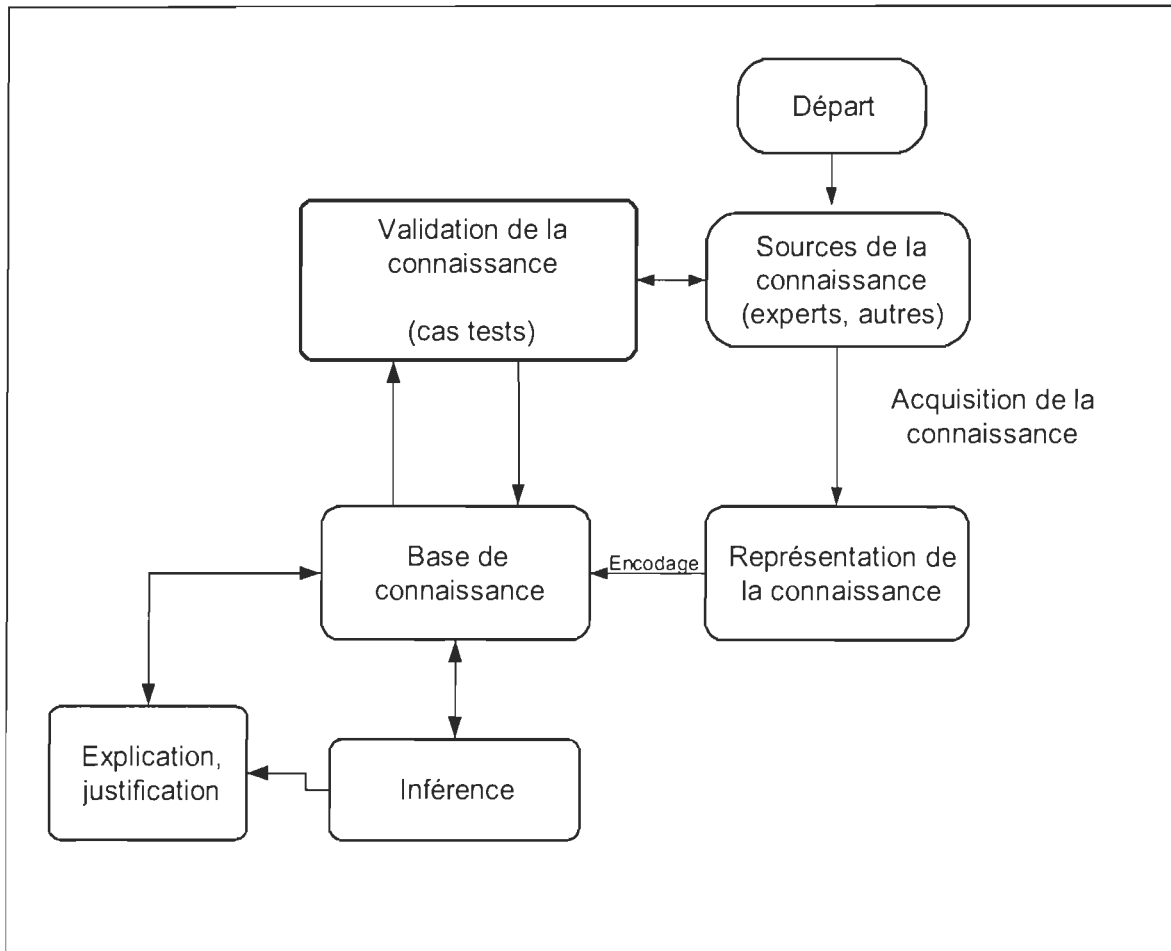 Départ
Validation de la
connaissance
(cas tests)
Sources de la
connaissance
(experts, autres)
Acquisition de la
connaissance
Base de
connaissance
Encodage
Représentation de
la connaissance
Explication,
justification
Inférence